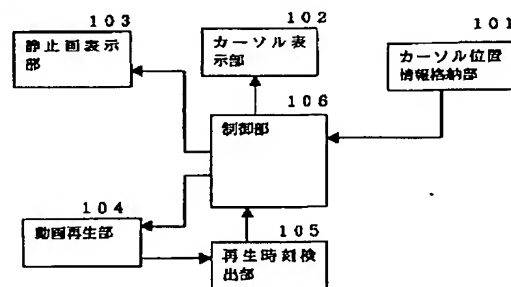 103
静止画表示
部
102
カーソル表
示部
101
カーソル位置
情報格納部
106
制御部
104
動画再生部
105
再生時刻検
出部